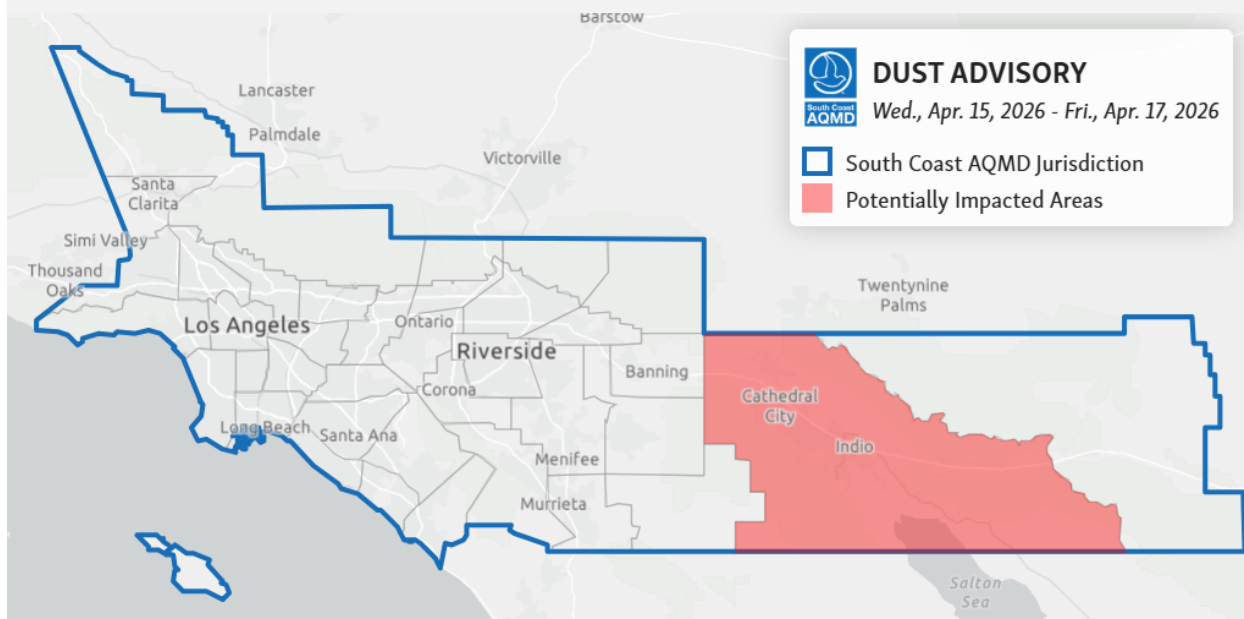 Barstow
DUST ADVISORY
South Coast
AQMD
Wed., Apr. 15, 2026 - Fri., Apr. 17, 2026
South Coast AQMD Jurisdiction
Potentially Impacted Areas
Lancaster
Palmdale
Victorville
Santa
Clarita
Simi Valley
Thousand
Oaks
Twentynine
Palms
Los Angeles
Ontario
Riverside
Banning
Corona
Cathedral
City
Long Beach
Santa Ana
Indio
Menifee
Murrieta
Salton
Sea